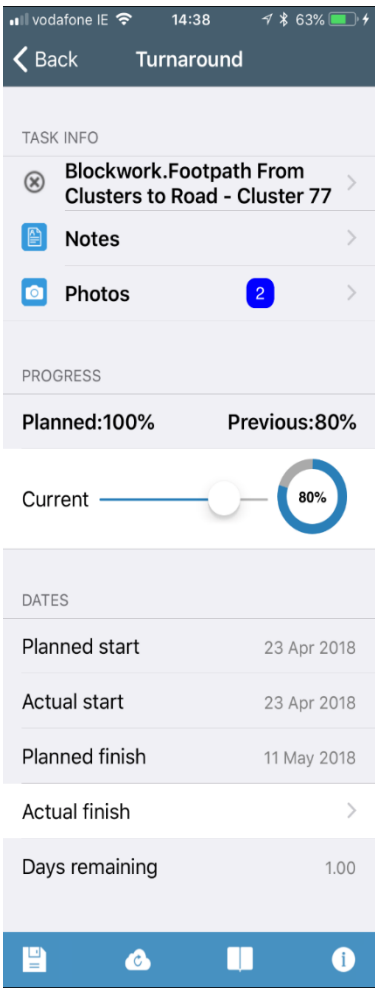 vodafone IE 14:38 63%
Back Turnaround
TASK INFO
Blockwork.Footpath From
Clusters to Road - Cluster 77
Notes
Photos 2
PROGRESS
Planned:100% Previous:80%
Current 80%
DATES
Planned start 23 Apr 2018
Actual start 23 Apr 2018
Planned finish 11 May 2018
Actual finish
Days remaining 1.00